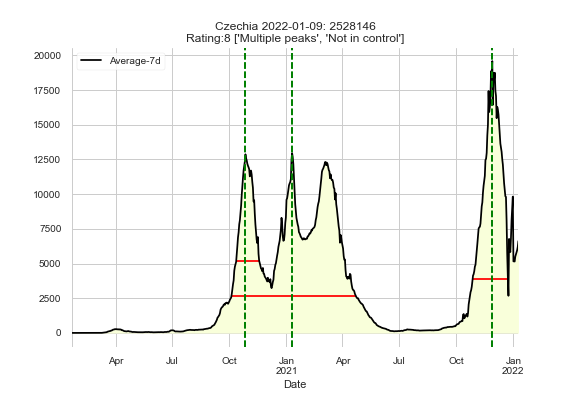 Czechia 2022-01-09: 2528146
Rating:8 ['Multiple peaks', 'Not in control']
Average-7d
20000
17500
15000
12500
10000
7500
5000
2500
0
Apr Jul Oct Jan Apr Jul Oct Jan
2021 2022
Date